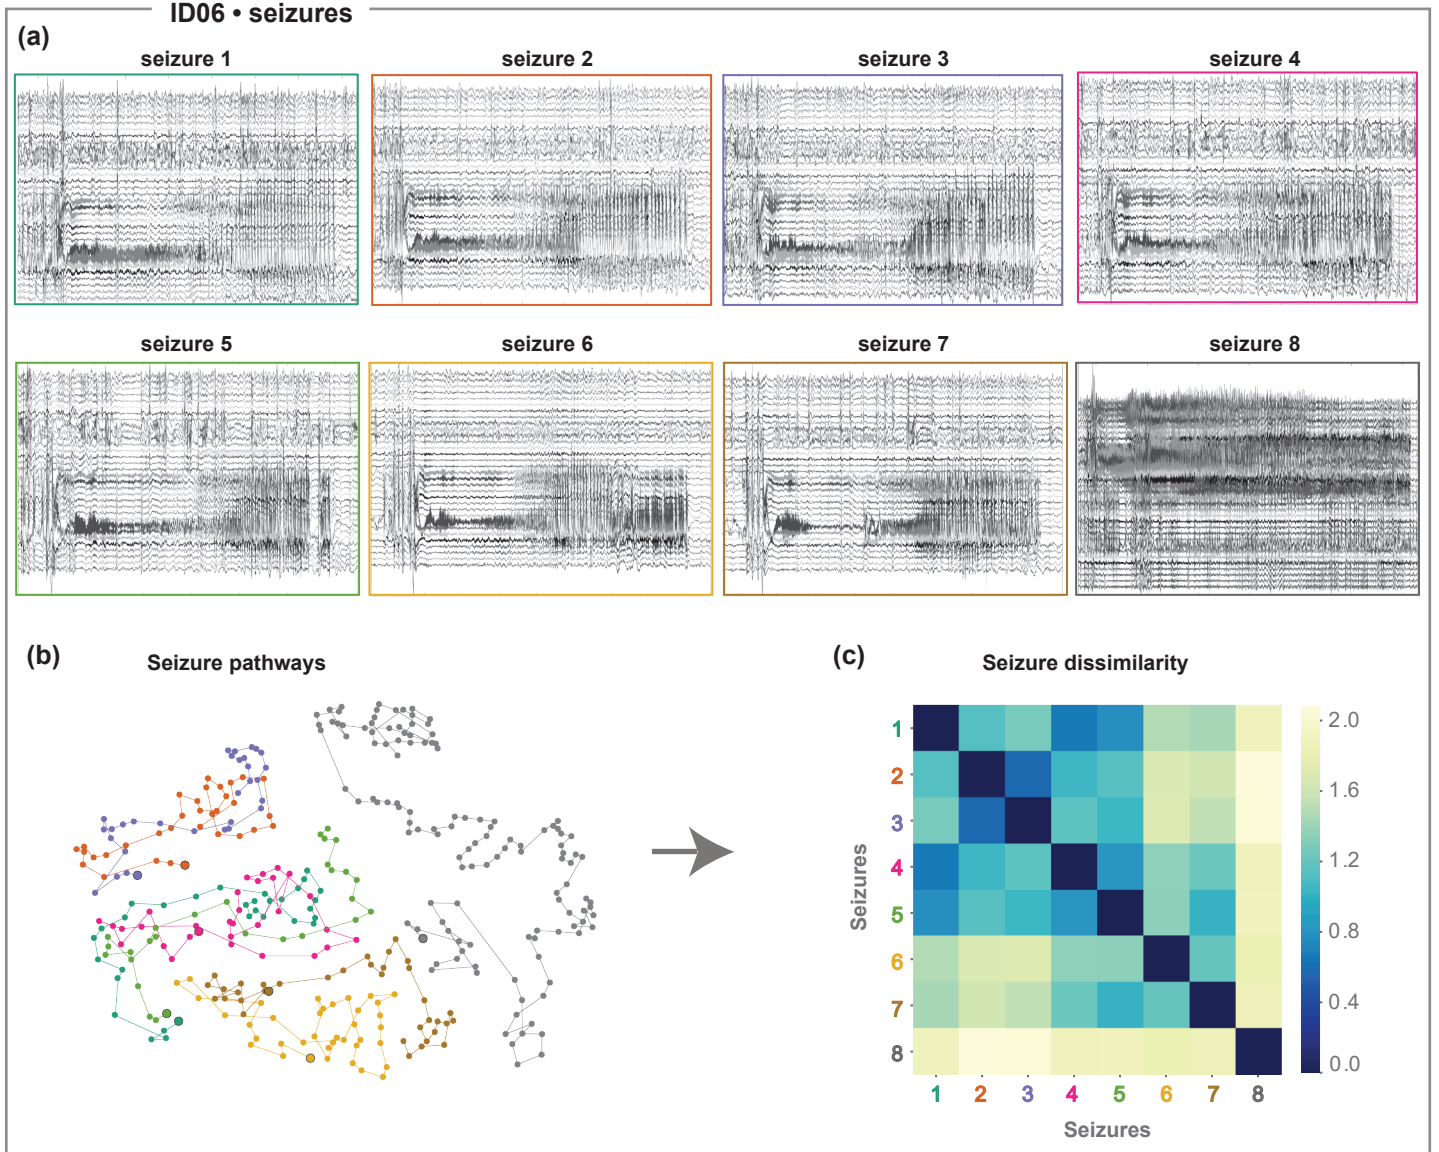 ID06 • seizures
(a)
seizure 1
seizure 2
seizure 3
seizure 4
seizure 5
seizure 6
seizure 7
seizure 8
(b)
Seizure pathways
(c)
Seizure dissimilarity
Seizures
1
2
3
4
5
6
7
8
1 2 3 4 5 6 7 8
Seizures
2.0
1.6
1.2
0.8
0.4
0.0